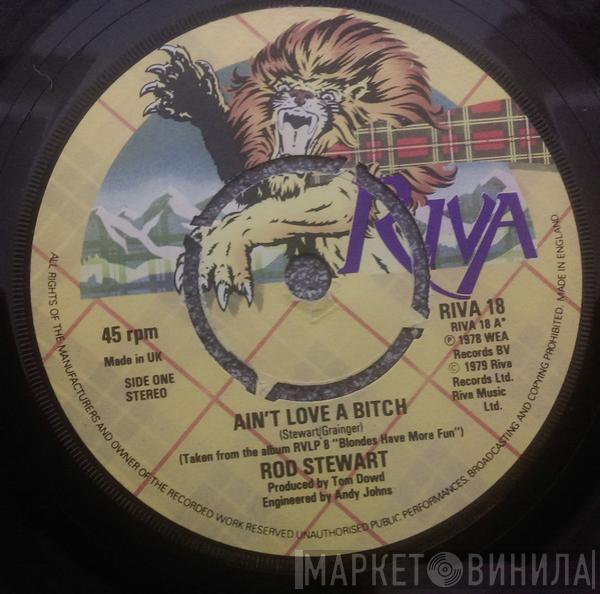 RIVA
RIVA 18
RIVA 18 A*
℗ 1978 WEA
Records BV
© 1979 Riva
Records Ltd.
Riva Music
Ltd.
45 rpm
Made in UK
SIDE ONE
STEREO
AIN'T LOVE A BITCH
(Stewart/Grainger)
(Taken from the album RVLP 8 "Blondes Have More Fun")
ROD STEWART
Produced by Tom Dowd
Engineered by Andy Johns
ALL RIGHTS OF THE MANUFACTURERS AND OWNER OF THE RECORDED WORK RESERVED UNAUTHORISED PUBLIC PERFORMANCES, BROADCASTING AND COPYING PROHIBITED. MADE IN ENGLAND
МАРКЕТ ВИНИЛА